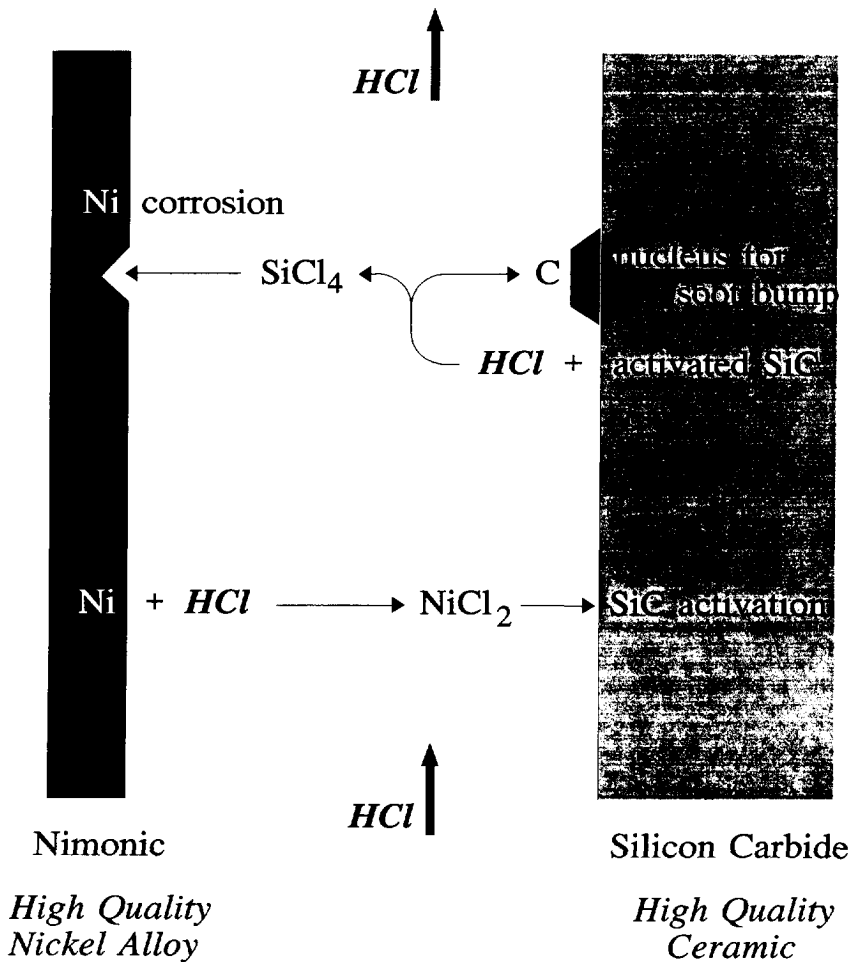 HCl
Ni corrosion
SiCl₄ C nucleus for
soot bump
HCl + activated SiC
Ni + HCl NiCl₂ SiC activation
HCl
Nimonic Silicon Carbide
High Quality High Quality
Nickel Alloy Ceramic